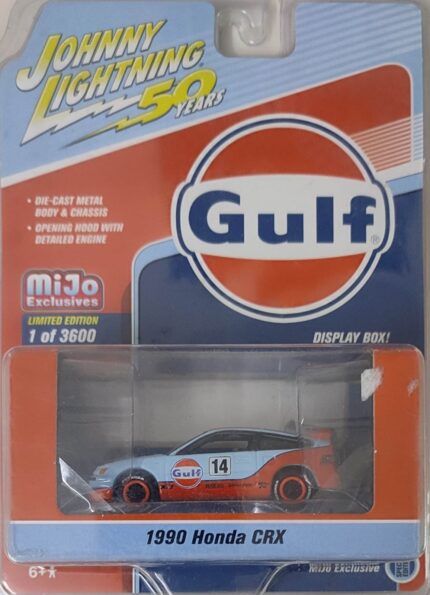 JOHNNY
LIGHTNING
50
YEARS
• DIE-CAST METAL
BODY & CHASSIS
• OPENING HOOD WITH
DETAILED ENGINE
Gulf®
MiJo
Exclusives
LIMITED EDITION
1 of 3600
DISPLAY BOX!
Gulf
14
1990 Honda CRX
6+
MiJo Exclusive